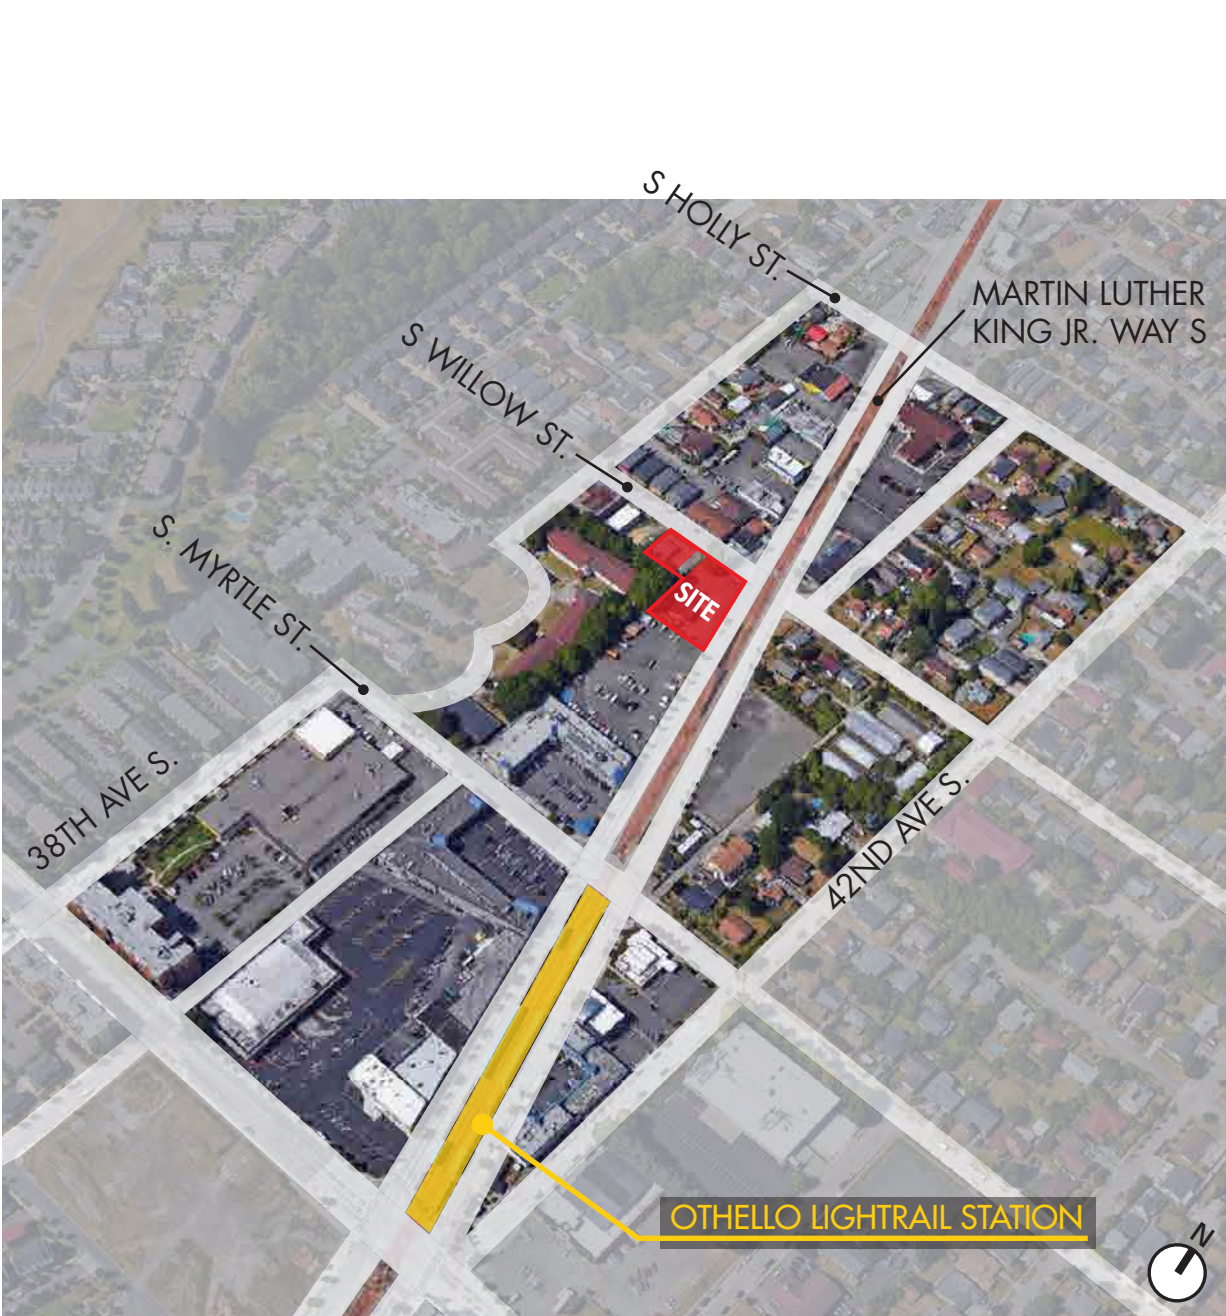 S HOLLY ST.
MARTIN LUTHER
KING JR. WAY S
S WILLOW ST.
S. MYRTLE ST.
SITE
38TH AVE S.
42ND AVE S.
OTHELLO LIGHTRAIL STATION
N